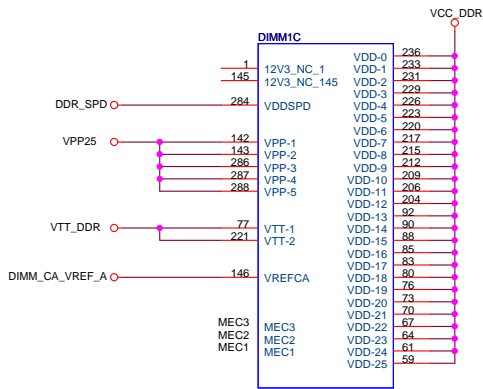 VCC_DDR
DIMM1C
236 VDD-0
1 12V3_NC_1 233 VDD-1
145 12V3_NC_145 231 VDD-2
229 VDD-3
DDR_SPD 284 VDDSPD 226 VDD-4
223 VDD-5
220 VDD-6
VPP25 142 VPP-1 217 VDD-7
143 VPP-2 215 VDD-8
286 VPP-3 212 VDD-9
287 VPP-4 209 VDD-10
288 VPP-5 206 VDD-11
204 VDD-12
92 VDD-13
VTT_DDR 77 VTT-1 90 VDD-14
221 VTT-2 88 VDD-15
85 VDD-16
83 VDD-17
DIMM_CA_VREF_A 146 VREFCA 80 VDD-18
76 VDD-19
73 VDD-20
70 VDD-21
MEC3 MEC3 67 VDD-22
MEC2 MEC2 64 VDD-23
MEC1 MEC1 61 VDD-24
59 VDD-25